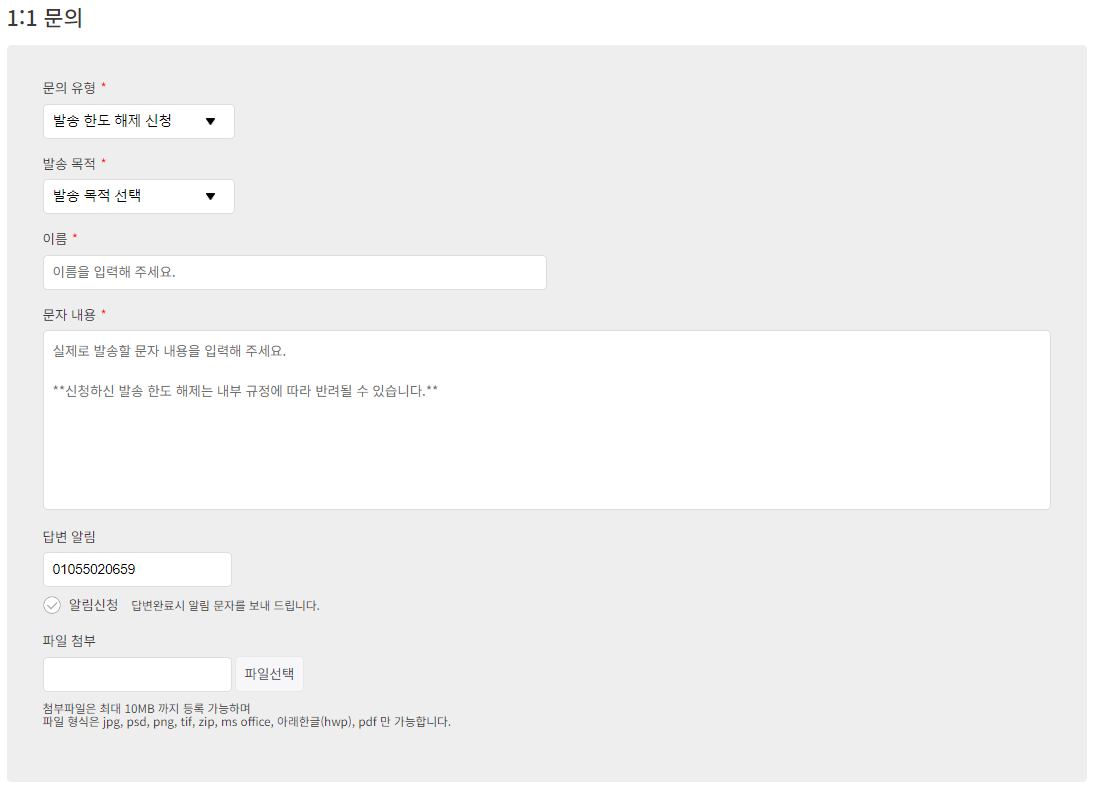 1:1 문의
문의 유형 *
발송 한도 해제 신청 ▼
발송 목적 *
발송 목적 선택 ▼
이름 *
이름을 입력해 주세요.
문자 내용 *
실제로 발송할 문자 내용을 입력해 주세요.
**신청하신 발송 한도 해제는 내부 규정에 따라 반려될 수 있습니다.**
답변 알림
01055020659
알림신청 답변완료시 알림 문자를 보내 드립니다.
파일 첨부
파일선택
첨부파일은 최대 10MB 까지 등록 가능하며
파일 형식은 jpg, psd, png, tif, zip, ms office, 아래한글(hwp), pdf 만 가능합니다.